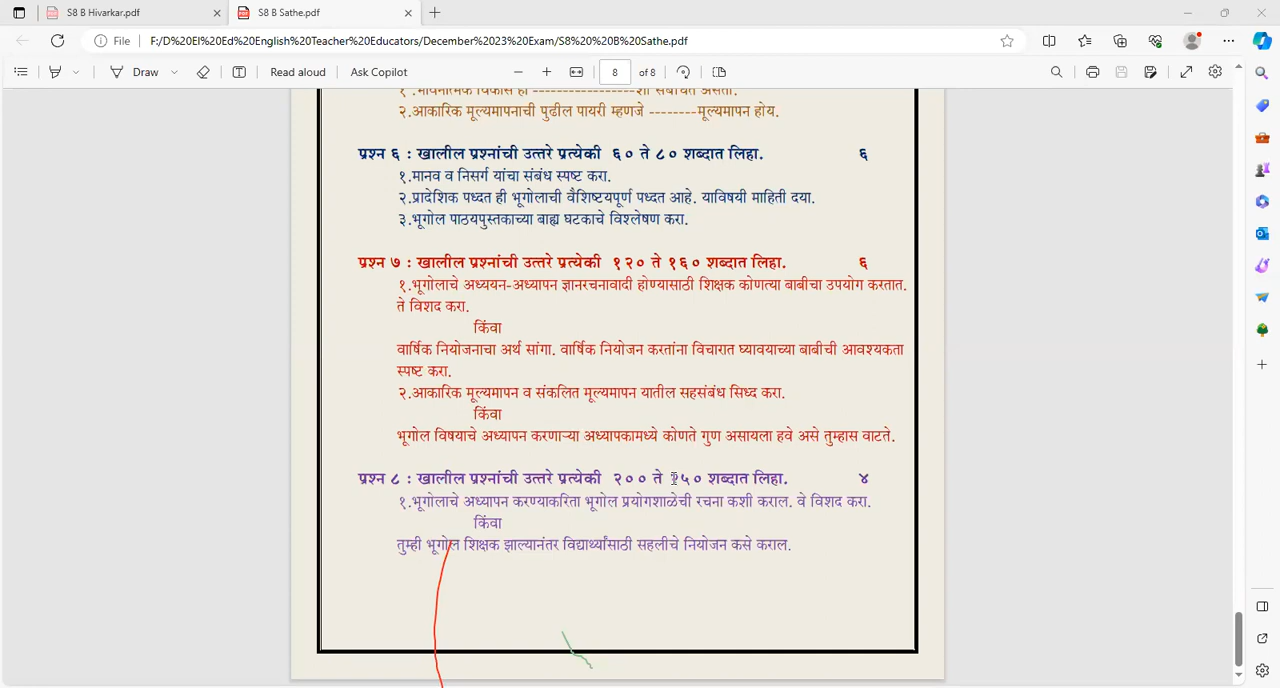 S8 B Hivarkar.pdf
S8 B Sathe.pdf
File F:/D%20El%20Ed%20English%20Teacher%20Educators/December%2023%20Exam/S8%20%20B%20Sathe.pdf
Draw Read aloud Ask Copilot 8 of 8
१.भावनात्मक विकास हा -----------------शी संबंधित असतो.
२.आकारिक मूल्यमापनाची पुढील पायरी म्हणजे --------मूल्यमापन होय.
प्रश्न ६ : खालील प्रश्नांची उत्तरे प्रत्येकी ६० ते ८० शब्दात लिहा. ६
१.मानव व निसर्ग यांचा संबंध स्पष्ट करा.
२.प्रादेशिक पध्दत ही भूगोलाची वैशिष्टयपूर्ण पध्दत आहे. याविषयी माहिती दया.
३.भूगोल पाठयपुस्तकाच्या बाह्य घटकाचे विश्लेषण करा.
प्रश्न ७ : खालील प्रश्नांची उत्तरे प्रत्येकी १२० ते १६० शब्दात लिहा. ६
१.भूगोलाचे अध्ययन-अध्यापन ज्ञानरचनावादी होण्यासाठी शिक्षक कोणत्या बाबीचा उपयोग करतात.
ते विशद करा.
किंवा
वार्षिक नियोजनाचा अर्थ सांगा. वार्षिक नियोजन करतांना विचारात घ्यावयाच्या बाबीची आवश्यकता
स्पष्ट करा.
२.आकारिक मूल्यमापन व संकलित मूल्यमापन यातील सहसंबंध सिध्द करा.
किंवा
भूगोल विषयाचे अध्यापन करणाऱ्या अध्यापकामध्ये कोणते गुण असायला हवे असे तुम्हास वाटते.
प्रश्न ८ : खालील प्रश्नांची उत्तरे प्रत्येकी २०० ते २५० शब्दात लिहा. ४
१.भूगोलाचे अध्यापन करण्याकरिता भूगोल प्रयोगशाळेची रचना कशी कराल. वे विशद करा.
किंवा
तुम्ही भूगोल शिक्षक झाल्यानंतर विद्यार्थ्यांसाठी सहलीचे नियोजन कसे कराल.